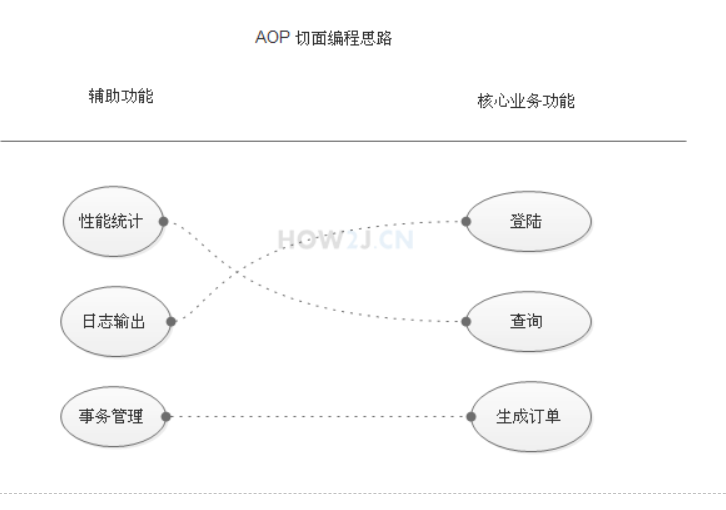 AOP 切面编程思路
辅助功能
核心业务功能
性能统计
登陆
HOW2J.CN
日志输出
查询
事务管理
生成订单